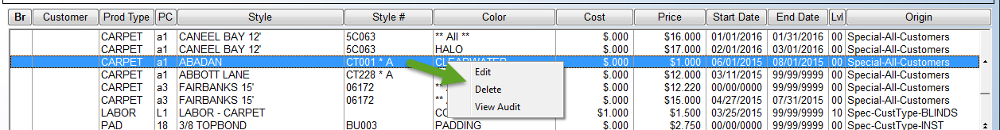 Br Customer Prod Type PC Style Style # Color Cost Price Start Date End Date Lvl Origin
CARPET a1 CANEEL BAY 12' 5C063 ** All ** $.000 $16.000 01/01/2016 01/31/2016 00 Special-All-Customers
CARPET a1 CANEEL BAY 12' 5C063 HALO $.000 $17.000 02/01/2016 03/01/2016 00 Special-All-Customers
CARPET a1 ABADAN CT001 * A CLEARWATER $.000 $1.000 06/01/2015 08/01/2015 00 Special-All-Customers
CARPET a1 ABBOTT LANE CT228 * A Edit $.000 $12.000 03/11/2015 99/99/9999 00 Special-All-Customers
CARPET a3 FAIRBANKS 15' 06172 ** Delete $.000 $12.220 00/00/0000 99/99/9999 00 Special-All-Customers
CARPET a3 FAIRBANKS 15' 06172 ** View Audit $.000 $15.000 04/27/2015 07/31/2015 00 Special-All-Customers
LABOR L1 LABOR - CARPET $1.000 $1.500 03/25/2015 99/99/9999 10 Spec-CustType-BLINDS
PAD 18 3/8 TOPBOND BU003 PADDING $.000 $2.750 00/00/0000 99/99/9999 00 Spec-CustType-INST